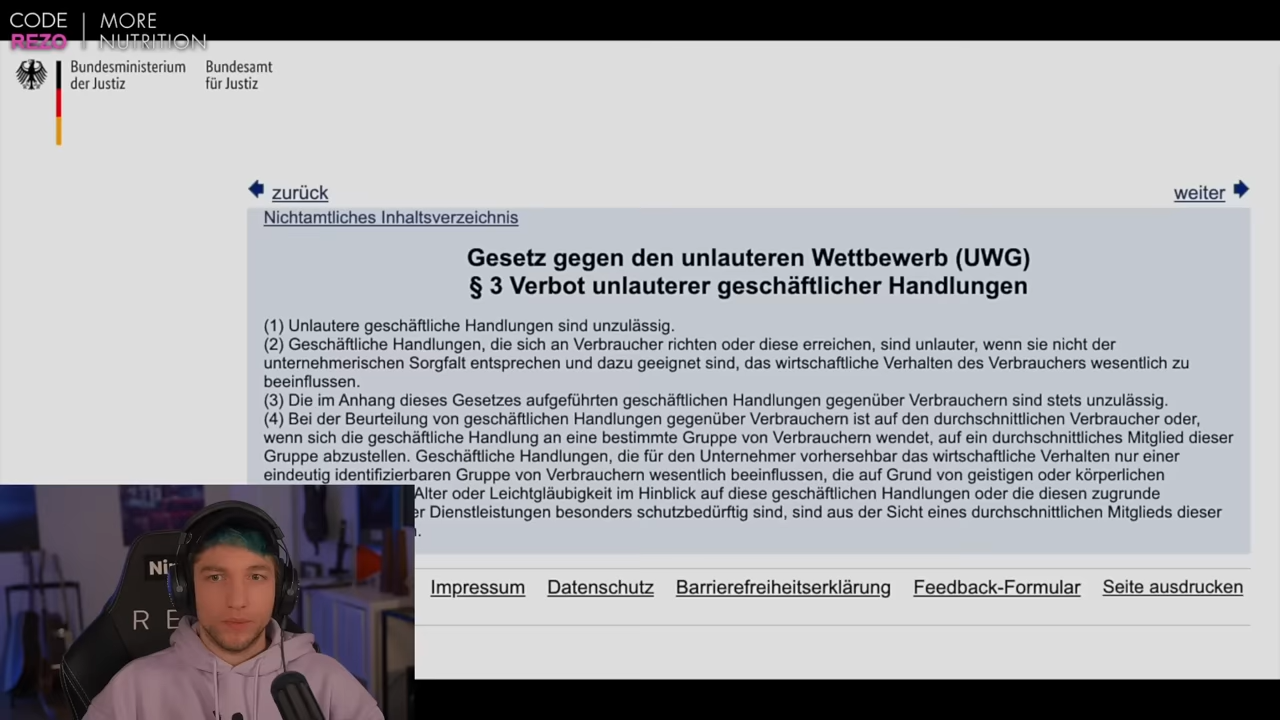 CODE | MORE
REZO | NUTRITION
Bundesministerium
der Justiz
Bundesamt
für Justiz
zurück
weiter
Nichtamtliches Inhaltsverzeichnis
Gesetz gegen den unlauteren Wettbewerb (UWG)
§ 3 Verbot unlauterer geschäftlicher Handlungen
(1) Unlautere geschäftliche Handlungen sind unzulässig.
(2) Geschäftliche Handlungen, die sich an Verbraucher richten oder diese erreichen, sind unlauter, wenn sie nicht der
unternehmerischen Sorgfalt entsprechen und dazu geeignet sind, das wirtschaftliche Verhalten des Verbrauchers wesentlich zu
beeinflussen.
(3) Die im Anhang dieses Gesetzes aufgeführten geschäftlichen Handlungen gegenüber Verbrauchern sind stets unzulässig.
(4) Bei der Beurteilung von geschäftlichen Handlungen gegenüber Verbrauchern ist auf den durchschnittlichen Verbraucher oder,
wenn sich die geschäftliche Handlung an eine bestimmte Gruppe von Verbrauchern wendet, auf ein durchschnittliches Mitglied dieser
Gruppe abzustellen. Geschäftliche Handlungen, die für den Unternehmer vorhersehbar das wirtschaftliche Verhalten nur einer
eindeutig identifizierbaren Gruppe von Verbrauchern wesentlich beeinflussen, die auf Grund von geistigen oder körperlichen
Alter oder Leichtgläubigkeit im Hinblick auf diese geschäftlichen Handlungen oder die diesen zugrunde
Dienstleistungen besonders schutzbedürftig sind, sind aus der Sicht eines durchschnittlichen Mitglieds dieser
Impressum
Datenschutz
Barrierefreiheitserklärung
Feedback-Formular
Seite ausdrucken
RE